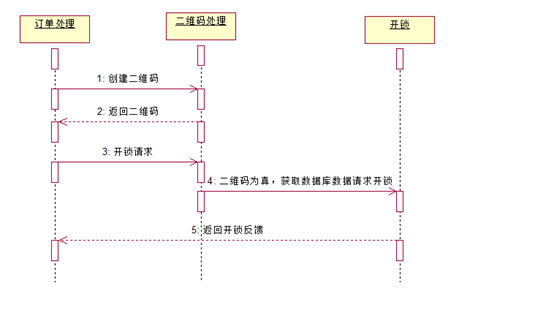 订单处理
二维码处理
开锁
1: 创建二维码
2: 返回二维码
3: 开锁请求
4: 二维码为真，获取数据库数据请求开锁
5: 返回开锁反馈